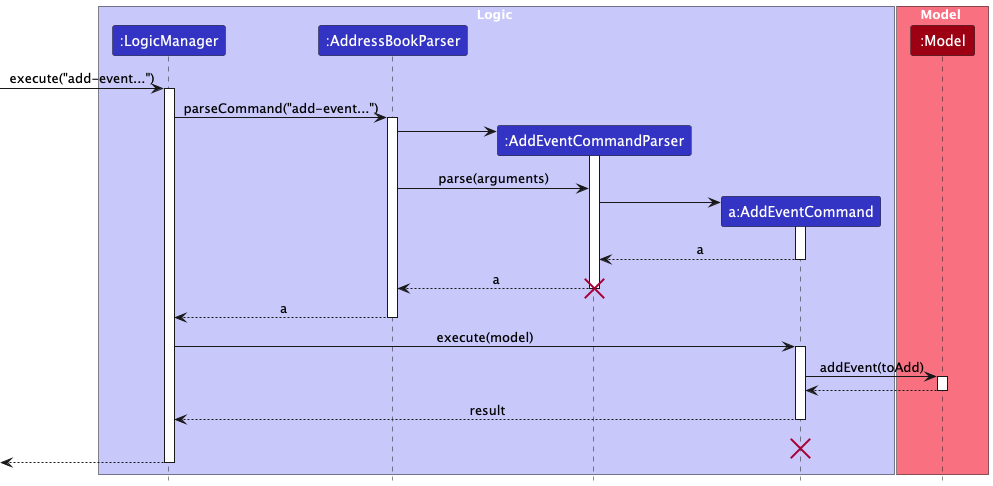 Logic
Model
:LogicManager
:AddressBookParser
:Model
execute("add-event...")
parseCommand("add-event...")
:AddEventCommandParser
parse(arguments)
a:AddEventCommand
a
a
a
execute(model)
addEvent(toAdd)
result